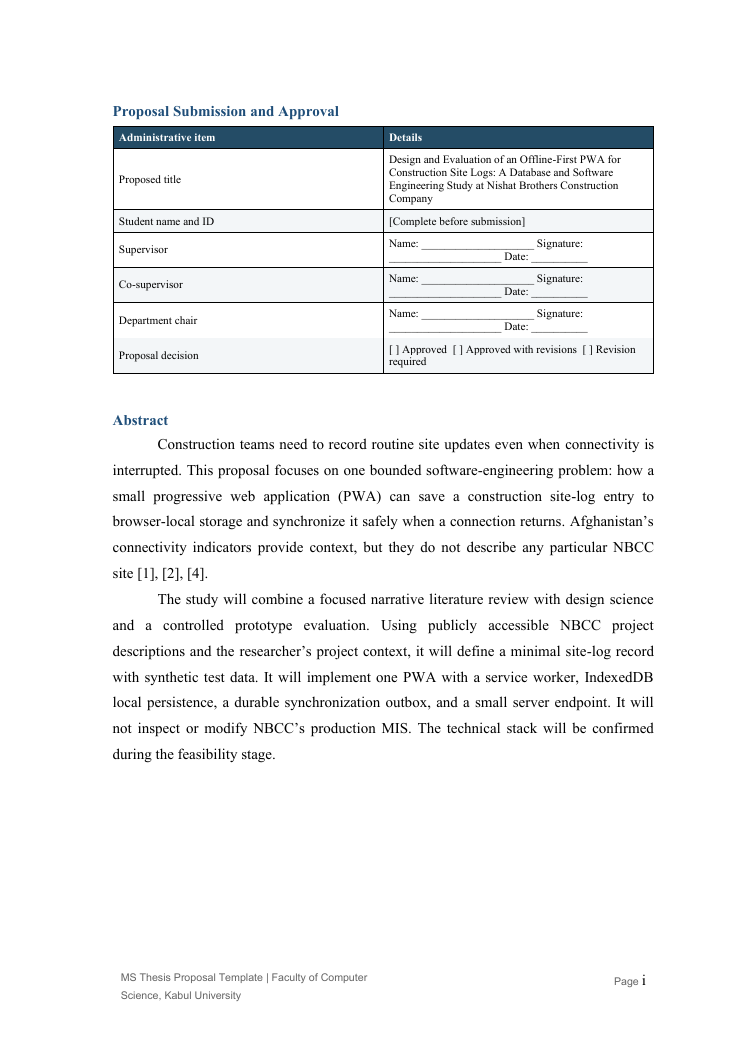 Proposal Submission and Approval
Administrative item Details
Proposed title
Design and Evaluation of an Offline-First PWA for
Construction Site Logs: A Database and Software
Engineering Study at Nishat Brothers Construction
Company
Student name and ID [Complete before submission]
Supervisor
Name: ____________________ Signature:
____________________ Date: __________
Co-supervisor
Name: ____________________ Signature:
____________________ Date: __________
Department chair
Name: ____________________ Signature:
____________________ Date: __________
Proposal decision
[ ] Approved [ ] Approved with revisions [ ] Revision
required
Abstract
Construction teams need to record routine site updates even when connectivity is
interrupted. This proposal focuses on one bounded software-engineering problem: how a
small progressive web application (PWA) can save a construction site-log entry to
browser-local storage and synchronize it safely when a connection returns. Afghanistan’s
connectivity indicators provide context, but they do not describe any particular NBCC
site [1], [2], [4].
The study will combine a focused narrative literature review with design science
and a controlled prototype evaluation. Using publicly accessible NBCC project
descriptions and the researcher’s project context, it will define a minimal site-log record
with synthetic test data. It will implement one PWA with a service worker, IndexedDB
local persistence, a durable synchronization outbox, and a small server endpoint. It will
not inspect or modify NBCC’s production MIS. The technical stack will be confirmed
during the feasibility stage.
MS Thesis Proposal Template | Faculty of Computer
Science, Kabul University
Page i